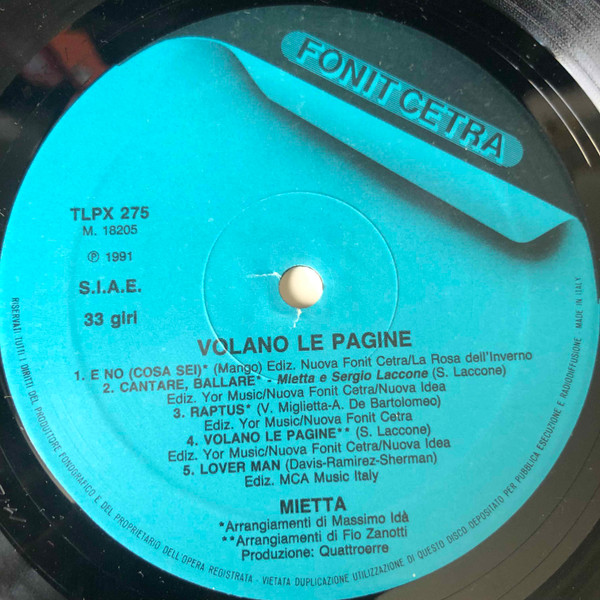 FONIT CETRA
TLPX 275
M. 18205
Ⓟ 1991
S.I.A.E.
33 giri
VOLANO LE PAGINE
1. E NO (COSA SEI)* (Mango) Ediz. Nuova Fonit Cetra/La Rosa dell'Inverno
2. CANTARE, BALLARE* - Mietta e Sergio Laccone (S. Laccone)
Ediz. Yor Music/Nuova Fonit Cetra/Nuova Idea
3. RAPTUS* (V. Miglietta-A. De Bartolomeo)
Ediz. Yor Music/Nuova Fonit Cetra
4. VOLANO LE PAGINE** (S. Laccone)
Ediz. Yor Music/Nuova Fonit Cetra/Nuova Idea
5. LOVER MAN (Davis-Ramirez-Sherman)
Ediz. MCA Music Italy
MIETTA
*Arrangiamenti di Massimo Idà
**Arrangiamenti di Fio Zanotti
Produzione: Quattroerre
RISERVATI TUTTI I DIRITTI DEL PRODUTTORE FONOGRAFICO E DEL PROPRIETARIO DELL'OPERA REGISTRATA - VIETATA DUPLICAZIONE UTILIZZAZIONE DI QUESTO DISCO DEPOSITATO PER PUBBLICA ESECUZIONE E RADIODIFFUSIONE. MADE IN ITALY